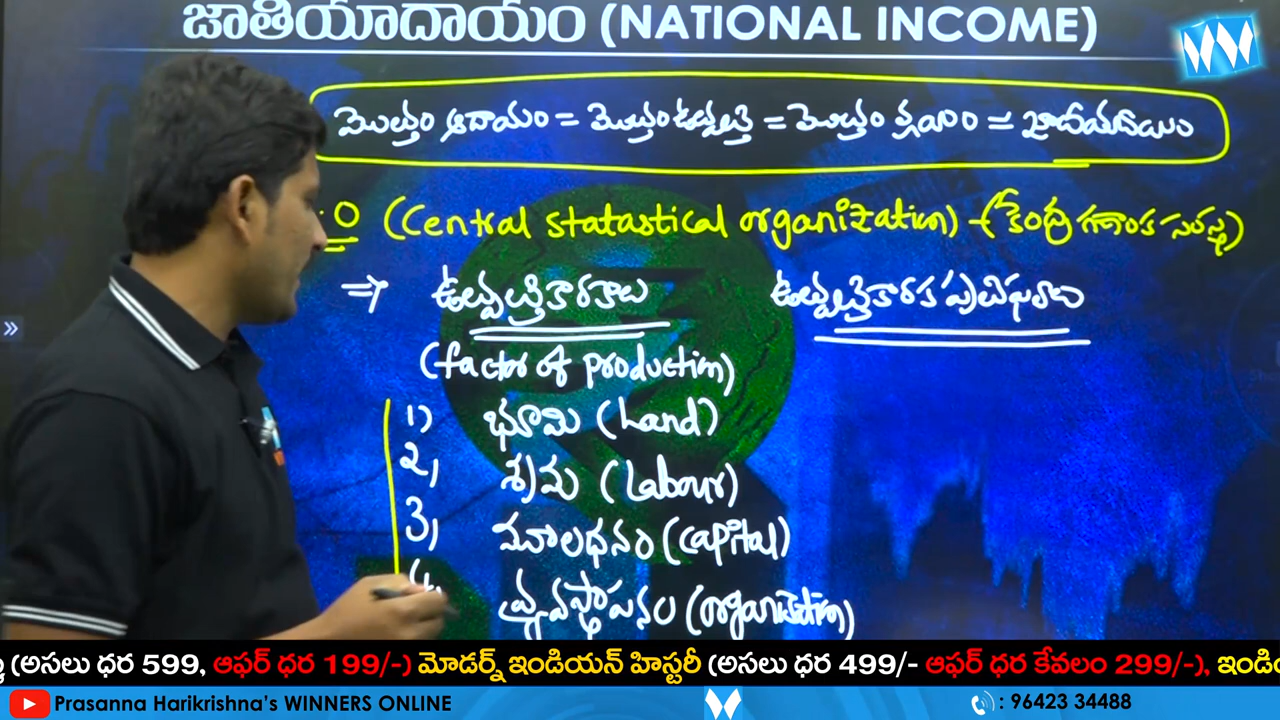 జాతీయాదాయం (NATIONAL INCOME)
మొత్తం ఆదాయం = మొత్తం ఉత్పత్తి = మొత్తం వ్యయం = జాతీయాదాయం
.O (Central statastical organization) - (కేంద్ర గణాంక సంస్థ)
⇒ ఉత్పత్తి కారకాలు ఉత్పత్తి కారక ప్రతిఫలాలు
(factor of production)
1) భూమి (Land)
2) శ్రమ (Labour)
3) మూలధనం (capital)
4) వ్యవస్థాపనం (organization)
(అసలు ధర 599, ఆఫర్ ధర 199/-) మోడర్న్ ఇండియన్ హిస్టరీ (అసలు ధర 499/- ఆఫర్ ధర కేవలం 299/-), ఇండి
Prasanna Harikrishna's WINNERS ONLINE : 96423 34488